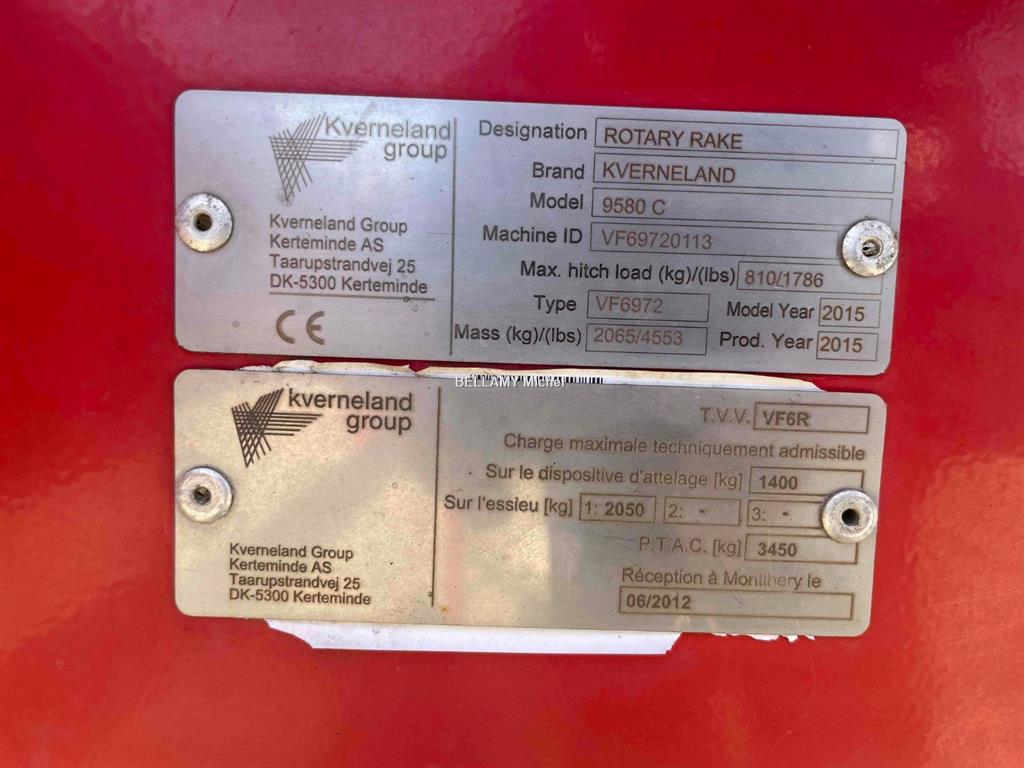 Kverneland
group
Kverneland Group
Kerteminde AS
Taarupstrandvej 25
DK-5300 Kerteminde
CE
Designation ROTARY RAKE
Brand KVERNELAND
Model 9580 C
Machine ID VF69720113
Max. hitch load (kg)/(lbs) 810/1786
Type VF6972 Model Year 2015
Mass (kg)/(lbs) 2065/4553 Prod. Year 2015
BELLAMY Michel
kverneland
group
Kverneland Group
Kerteminde AS
Taarupstrandvej 25
DK-5300 Kerteminde
T.V.V. VF6R
Charge maximale techniquement admissible
Sur le dispositive d'attelage [kg] 1400
Sur l'essieu [kg] 1: 2050 2: - 3: -
P.T.A.C. [kg] 3450
Réception à Montlhery le
06/2012